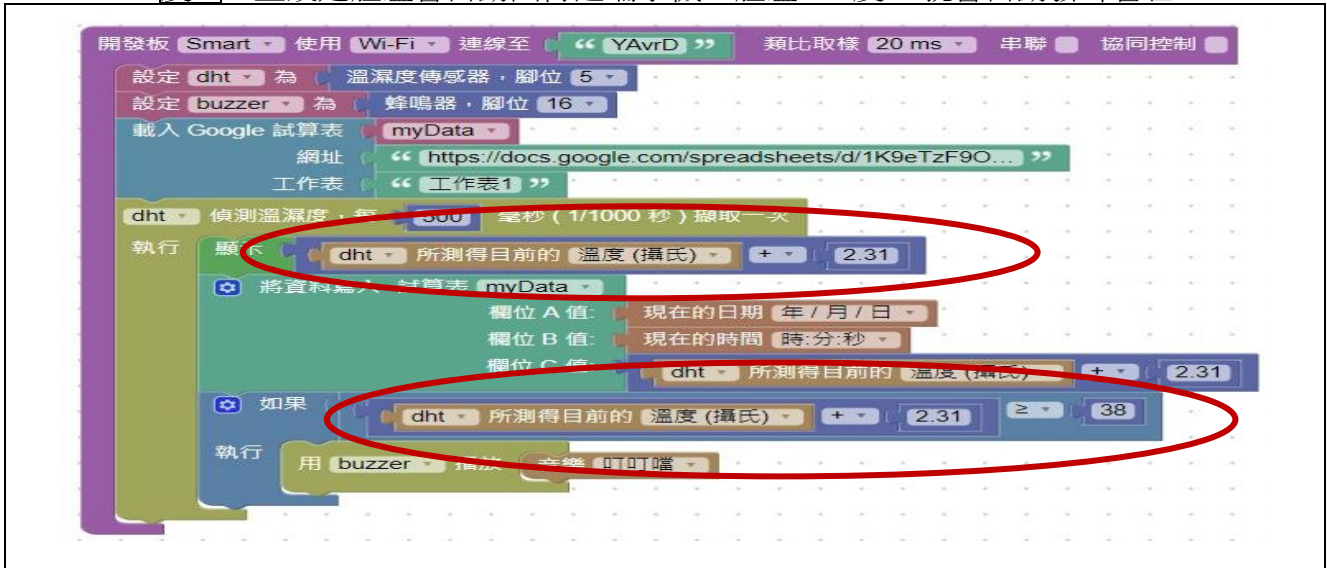 開發板 Smart 使用 Wi-Fi 連線至 “ YAvrD ” 類比取樣 20 ms 串聯 協同控制
設定 dht 為 溫濕度傳感器，腳位 5
設定 buzzer 為 蜂鳴器，腳位 16
載入 Google 試算表 myData
網址 “ https://docs.google.com/spreadsheets/d/1K9eTzF9O... ”
工作表 “ 工作表1 ”
dht 偵測溫濕度，每 500 毫秒 ( 1/1000 秒 ) 擷取一次
執行 顯示 dht 所測得目前的 溫度 (攝氏) + 2.31
將資料寫入 試算表 myData
欄位 A 值: 現在的日期 年 / 月 / 日
欄位 B 值: 現在的時間 時:分:秒
欄位 C 值: dht 所測得目前的 溫度 (攝氏) + 2.31
如果 dht 所測得目前的 溫度 (攝氏) + 2.31 ≥ 38
執行 用 buzzer 播放 音樂 叮叮噹